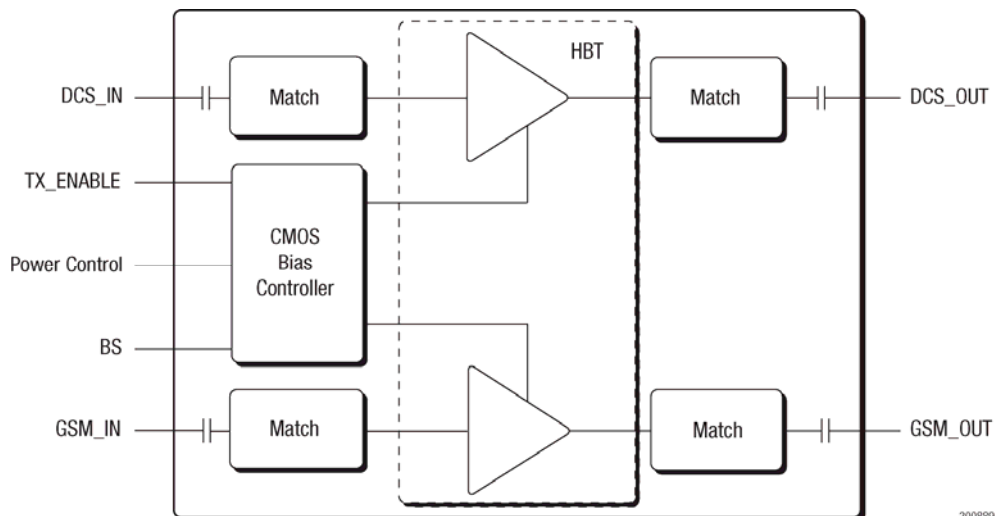 HBT
DCS_IN
Match
Match
DCS_OUT
TX_ENABLE
CMOS
Bias
Controller
Power Control
BS
GSM_IN
Match
Match
GSM_OUT